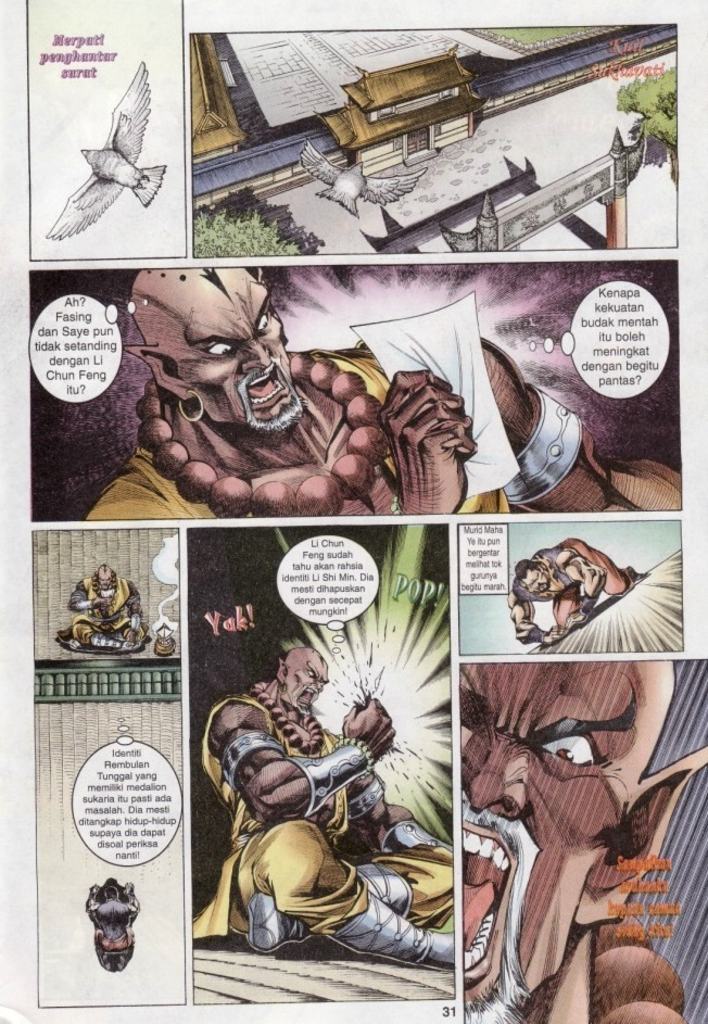 Merpati
penghantar
surat
Kuil
Ah?
Fasing
dan Saye pun
tidak setanding
dengan Li
Chun Feng
itu?
Kenapa
kekuatan
budak mentah
itu boleh
meningkat
dengan begitu
pantas?
Identiti
Rembulan
Tunggal yang
memiliki medalion
sukaria itu pasti ada
masalah. Dia mesti
ditangkap hidup-hidup
supaya dia dapat
disoal periksa
nanti!
Li Chun
Feng sudah
tahu akan rahsia
identiti Li Shi Min. Dia
mesti dihapuskan
dengan secepat
mungkin!
Yak!
POP!
Murid Maha
Ye itu pun
bergentar
melihat tok
gurunya
begitu marah.
Sampaikan
kepada semua
31